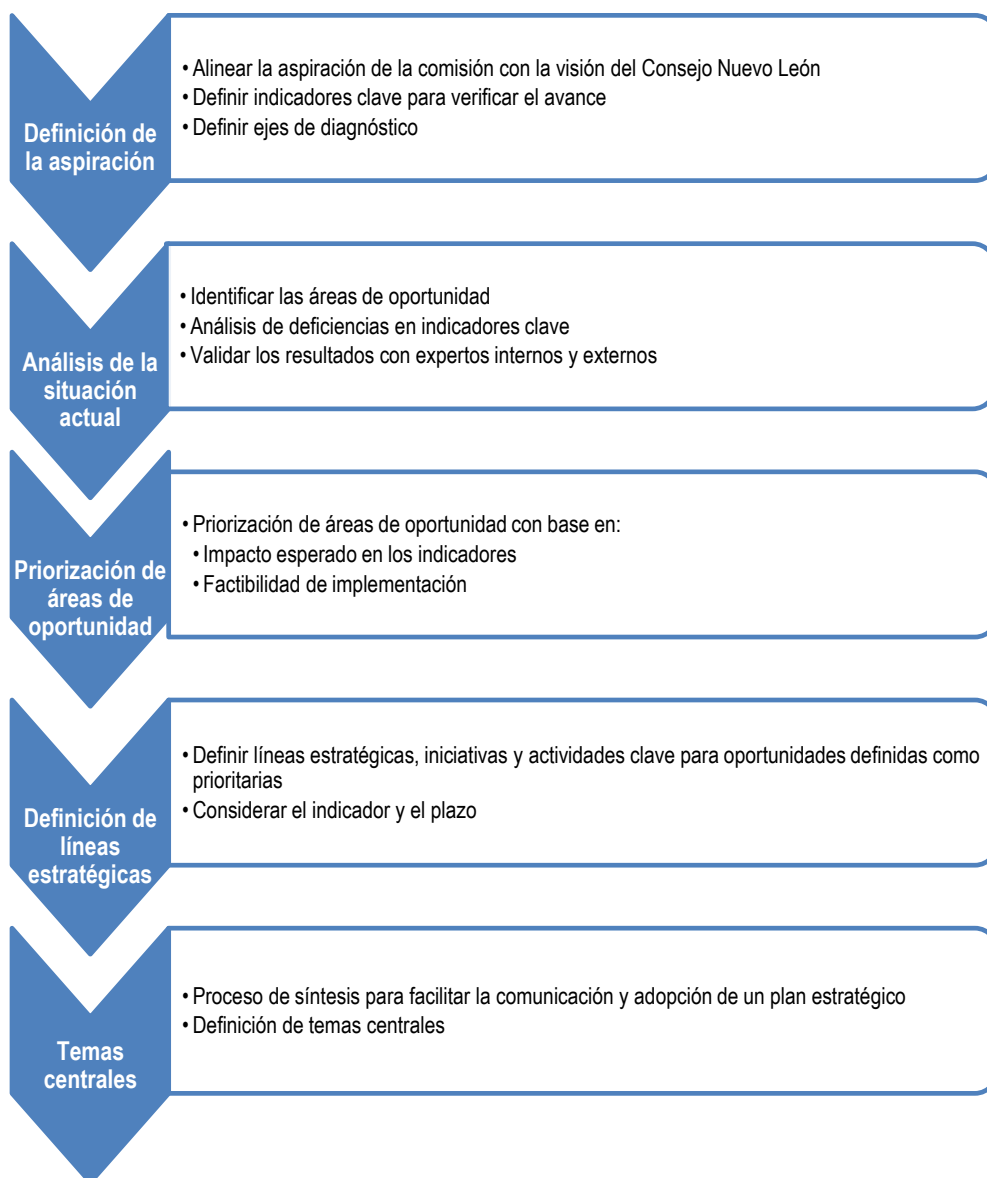 Definición de
la aspiración
• Alinear la aspiración de la comisión con la visión del Consejo Nuevo León
• Definir indicadores clave para verificar el avance
• Definir ejes de diagnóstico
Análisis de la
situación
actual
• Identificar las áreas de oportunidad
• Análisis de deficiencias en indicadores clave
• Validar los resultados con expertos internos y externos
Priorización de
áreas de
oportunidad
• Priorización de áreas de oportunidad con base en:
• Impacto esperado en los indicadores
• Factibilidad de implementación
Definición de
líneas
estratégicas
• Definir líneas estratégicas, iniciativas y actividades clave para oportunidades definidas como
prioritarias
• Considerar el indicador y el plazo
Temas
centrales
• Proceso de síntesis para facilitar la comunicación y adopción de un plan estratégico
• Definición de temas centrales